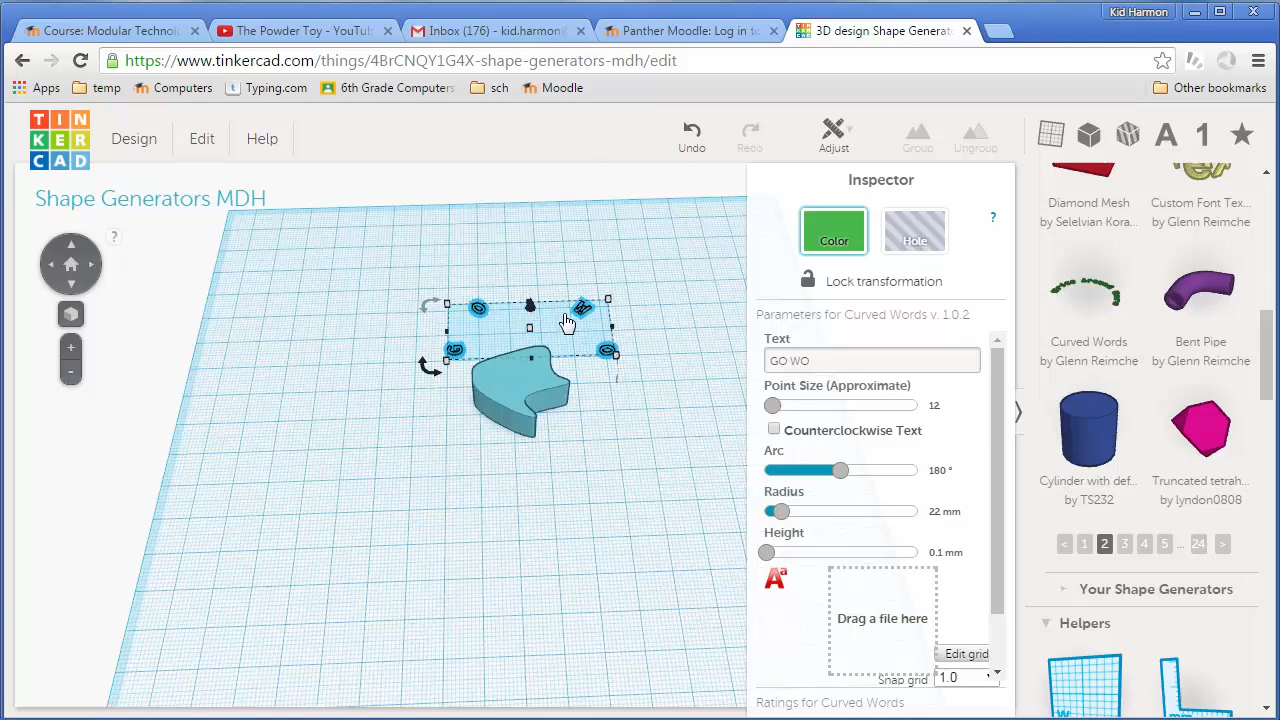 Kid Harmon
Course: Modular Technol
The Powder Toy - YouTub
Inbox (176) - kid.harmon@
Panther Moodle: Log in to
3D design Shape Generato
https://www.tinkercad.com/things/4BrCNQY1G4X-shape-generators-mdh/edit
Apps
temp
Computers
Typing.com
6th Grade Computers
sch
Moodle
Other bookmarks
TIN
KER
CAD
Design
Edit
Help
Undo
Redo
Adjust
Group
Ungroup
A
1
Shape Generators MDH
?
Inspector
Color
Hole
?
Lock transformation
Parameters for Curved Words v. 1.0.2
Text
GO WO
Point Size (Approximate)
12
Counterclockwise Text
Arc
180 °
Radius
22 mm
Height
0.1 mm
Drag a file here
Edit grid
Snap grid
1.0
Ratings for Curved Words
Diamond Mesh
by Selvelvian Kora...
Custom Font Tex...
by Glenn Reimche
Curved Words
by Glenn Reimche
Bent Pipe
by Glenn Reimche
Cylinder with def...
by TS232
Truncated tetrah...
by lyndon0808
< 1 2 3 4 5 ... 24 >
Your Shape Generators
Helpers